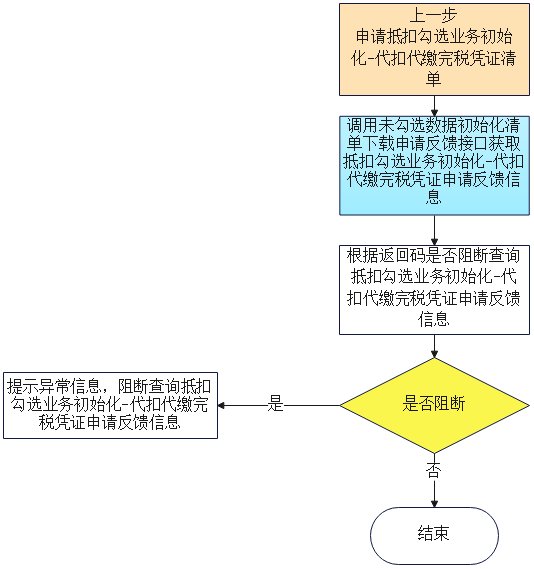 上一步
申请抵扣勾选业务初始
化-代扣代缴完税凭证清
单
调用未勾选数据初始化清
单下载申请反馈接口获取
抵扣勾选业务初始化-代扣
代缴完税凭证申请反馈信
息
根据返回码是否阻断查询
抵扣勾选业务初始化-代
扣代缴完税凭证申请反馈
信息
是否阻断
是
提示异常信息，阻断查询抵扣
勾选业务初始化-代扣代缴完
税凭证申请反馈信息
否
结束